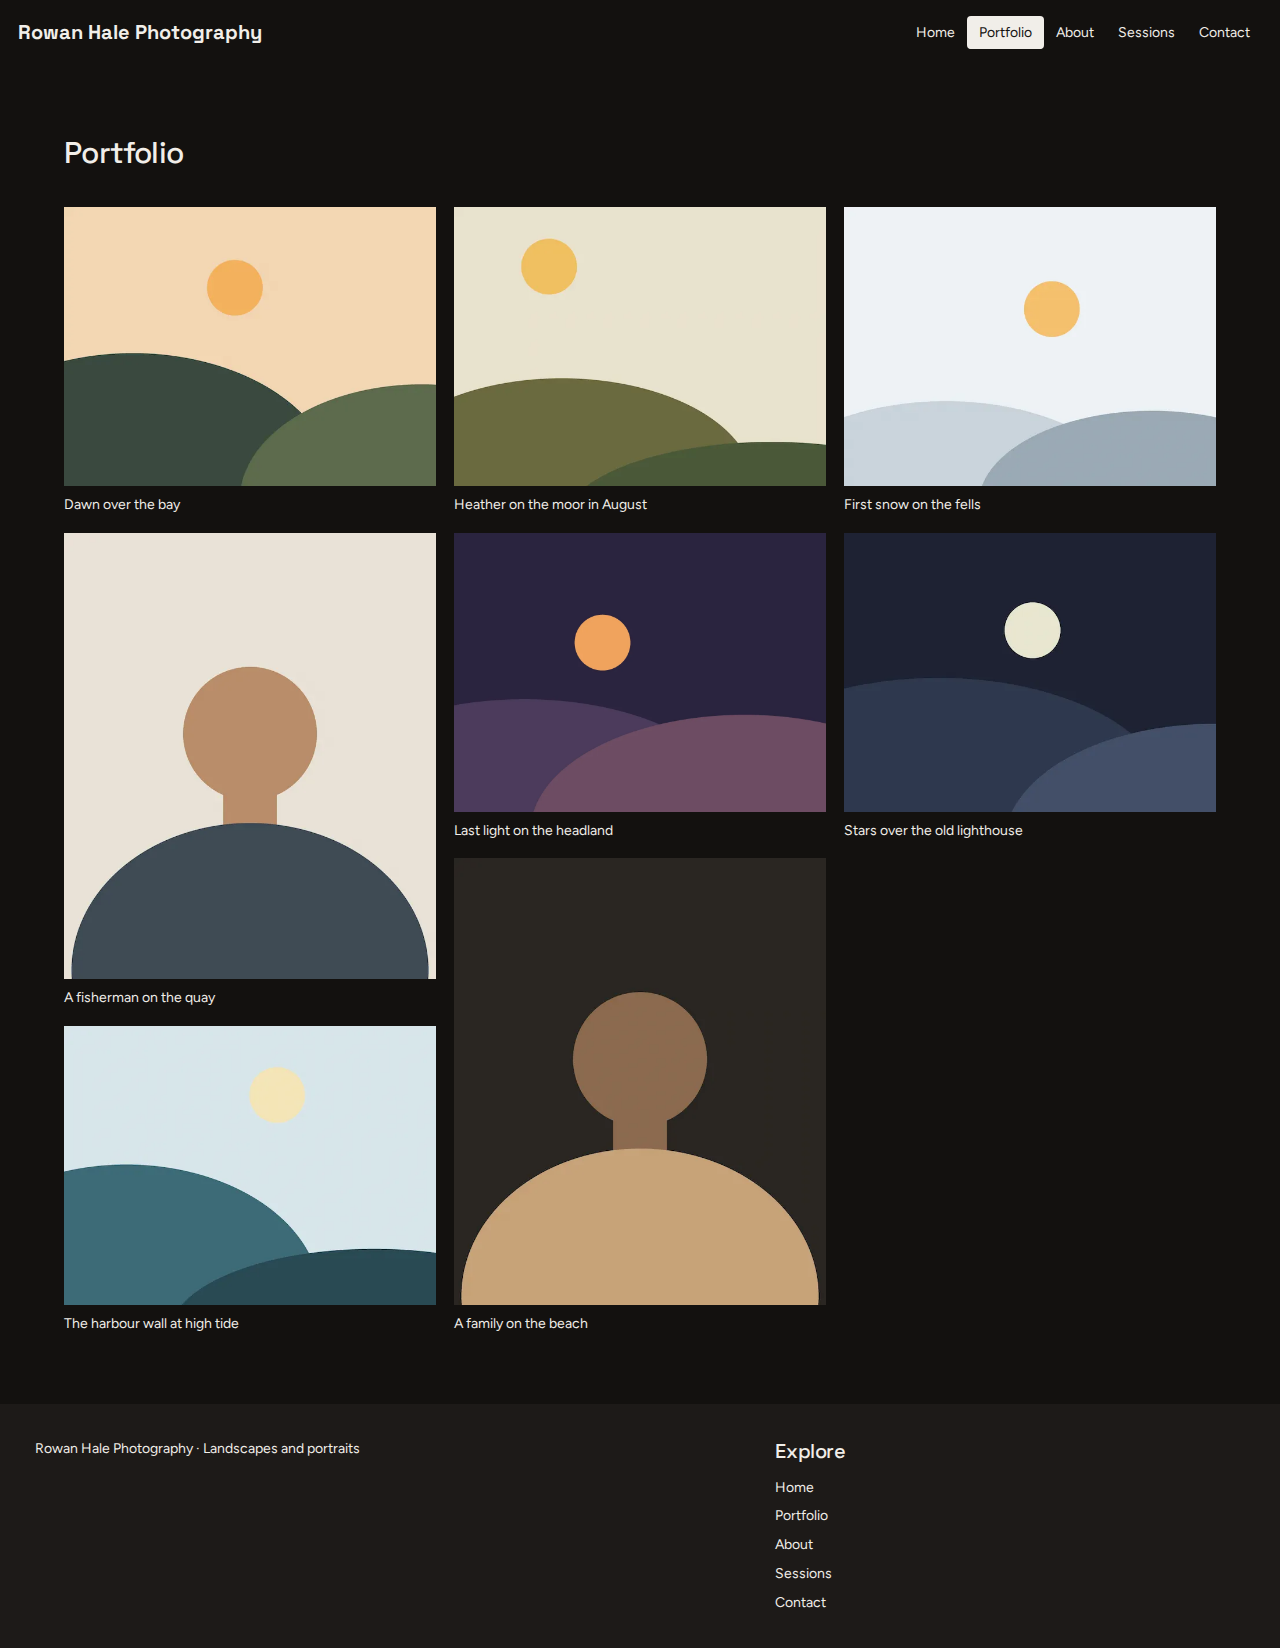 Rowan Hale Photography
Home
Portfolio
About
Sessions
Contact
Portfolio
Dawn over the bay
Heather on the moor in August
First snow on the fells
A fisherman on the quay
Last light on the headland
Stars over the old lighthouse
The harbour wall at high tide
A family on the beach
Rowan Hale Photography · Landscapes and portraits
Explore
Home
Portfolio
About
Sessions
Contact